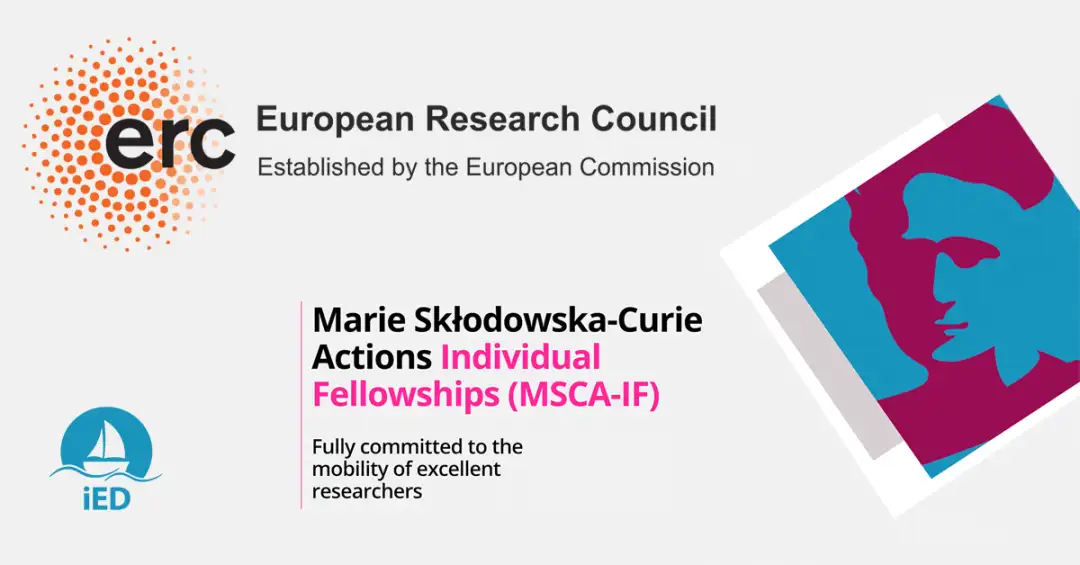 erc
European Research Council
Established by the European Commission
Marie Skłodowska-Curie
Actions Individual
Fellowships (MSCA-IF)
Fully committed to the
mobility of excellent
researchers
iED